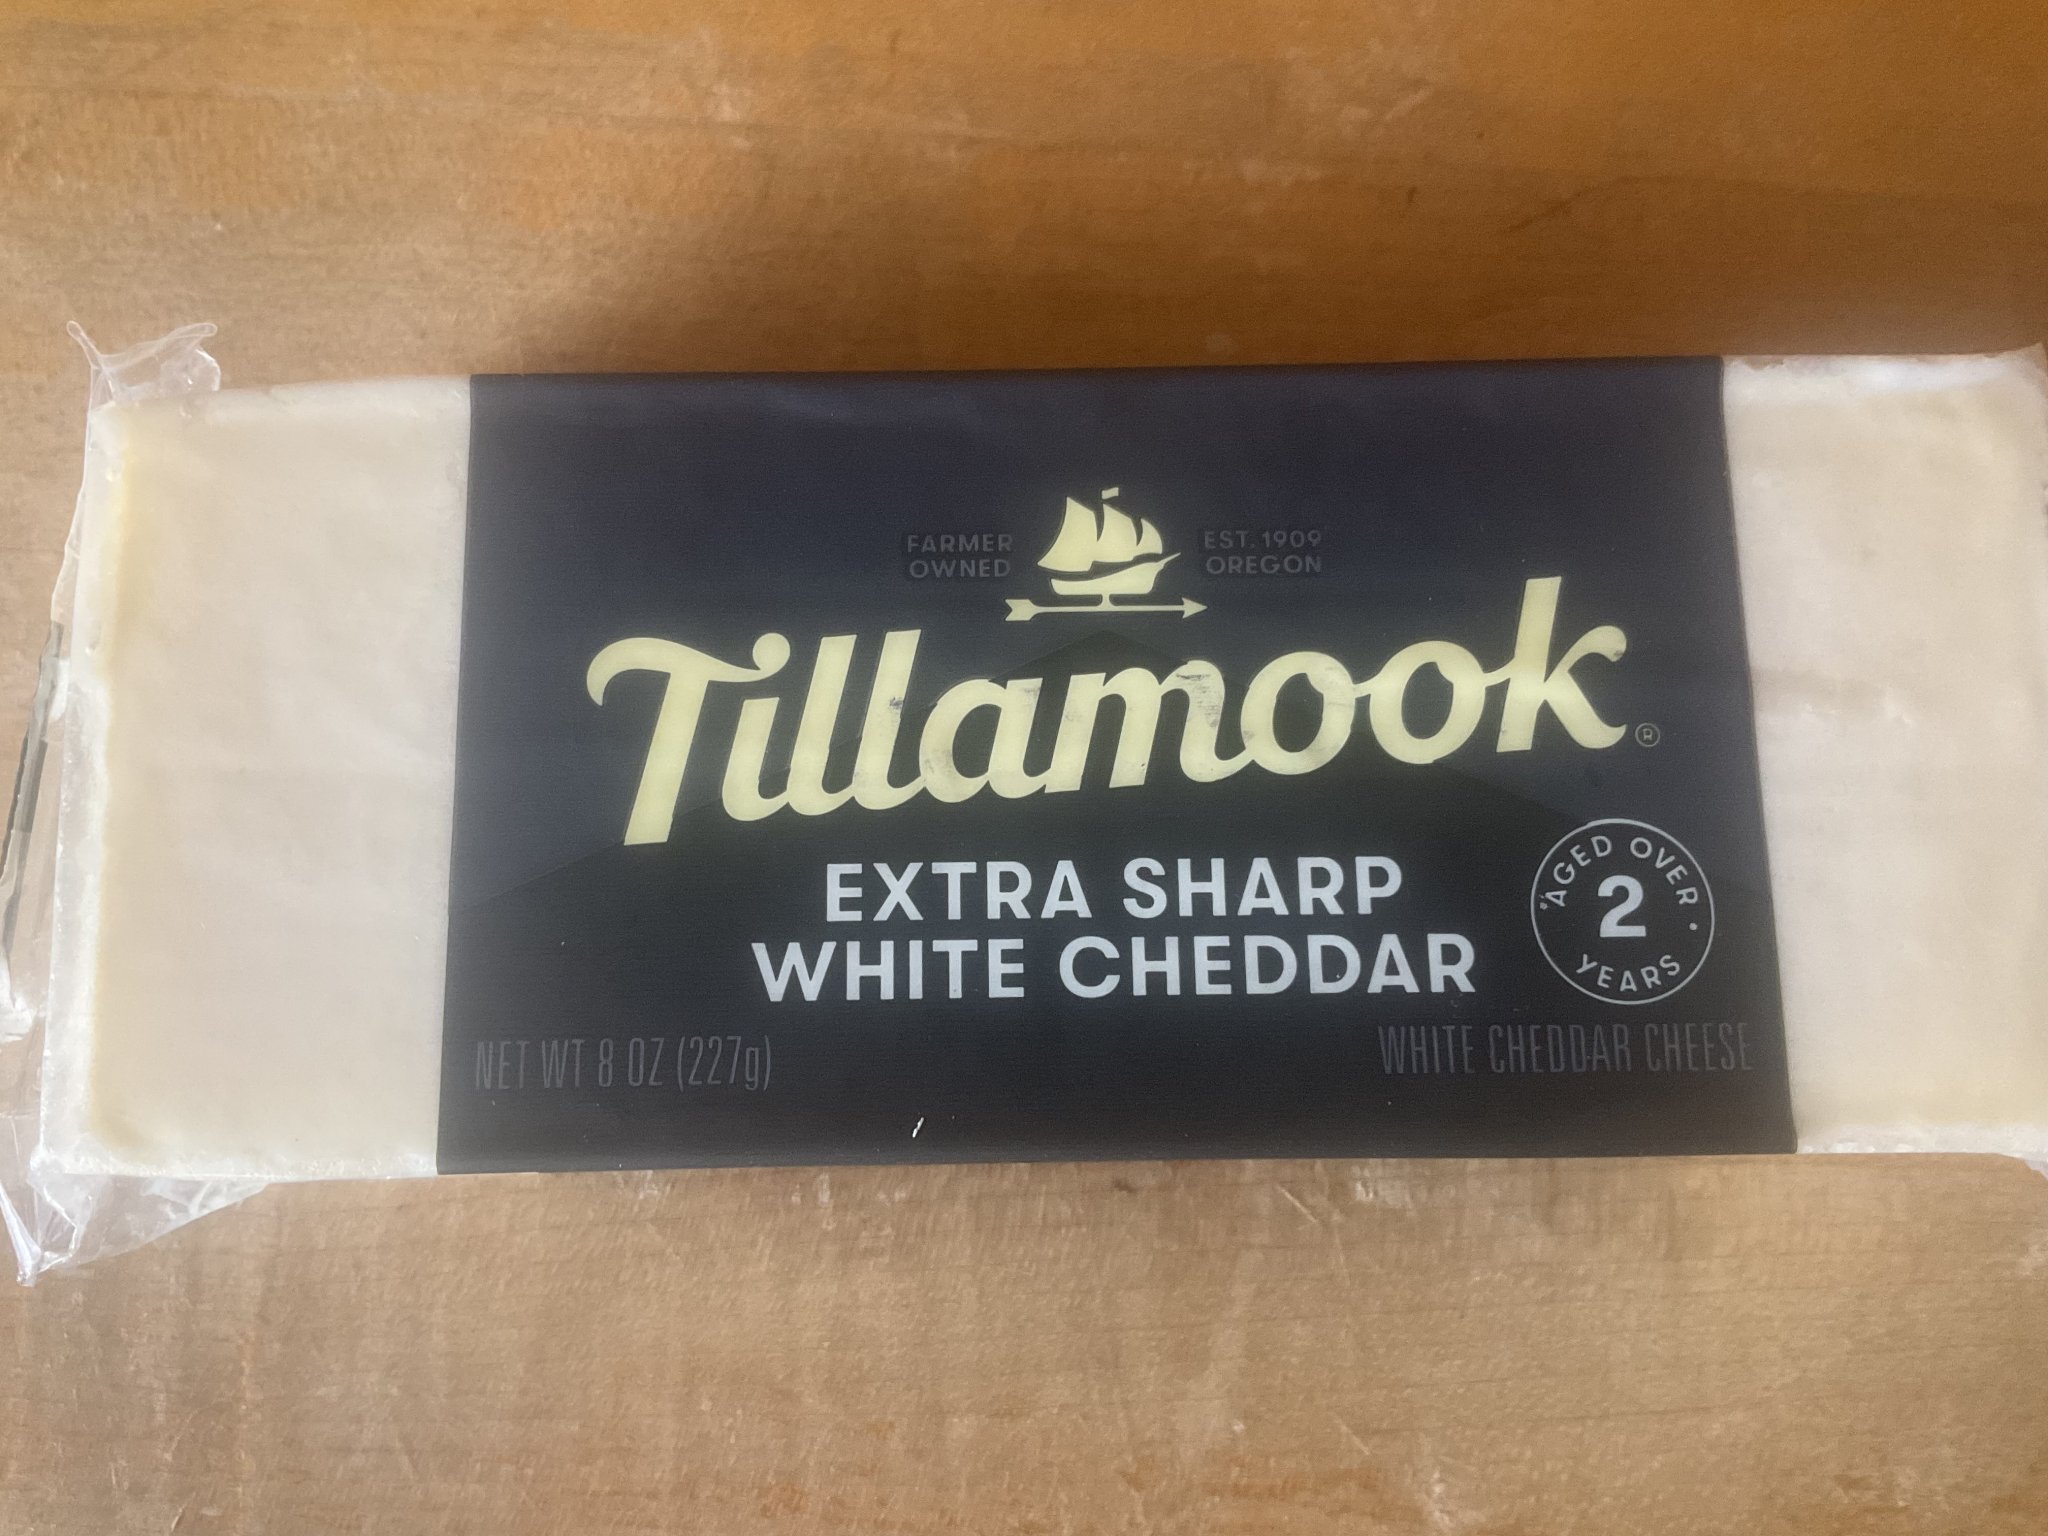 FARMER
OWNED
EST. 1909
OREGON
Tillamook®
EXTRA SHARP
WHITE CHEDDAR
AGED OVER
2
YEARS
NET WT 8 OZ (227g)
WHITE CHEDDAR CHEESE